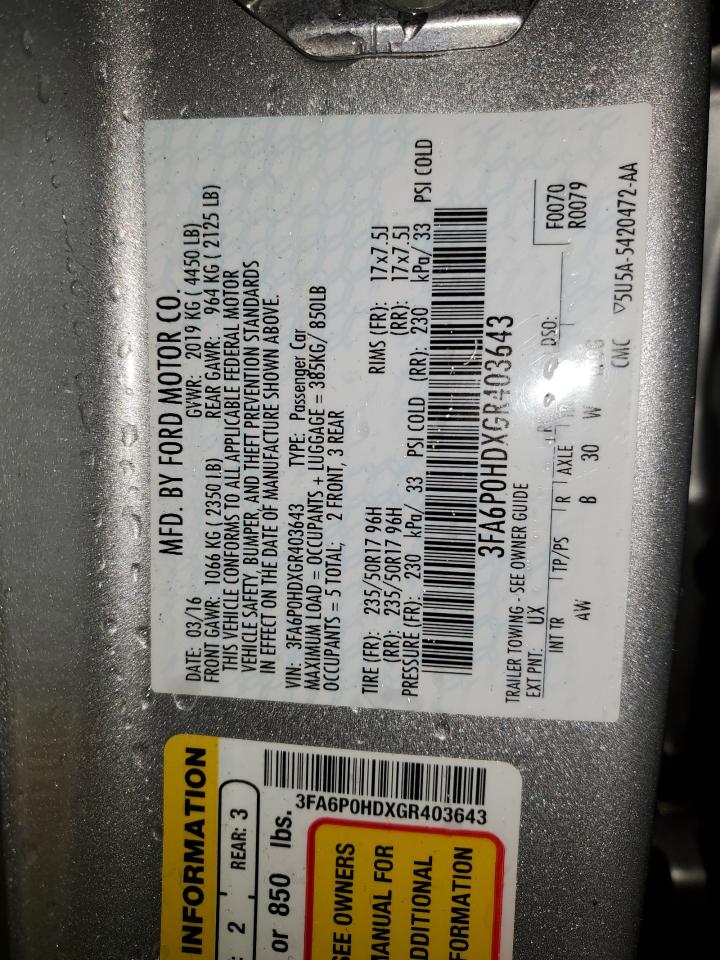 MFD. BY FORD MOTOR CO.
DATE: 03/16 GVWR: 2019 KG ( 4450 LB)
FRONT GAWR: 1066 KG ( 2350 LB) REAR GAWR: 964 KG ( 2125 LB)
THIS VEHICLE CONFORMS TO ALL APPLICABLE FEDERAL MOTOR
VEHICLE SAFETY, BUMPER, AND THEFT PREVENTION STANDARDS
IN EFFECT ON THE DATE OF MANUFACTURE SHOWN ABOVE.
VIN: 3FA6P0HDXGR403643 TYPE: Passenger Car
MAXIMUM LOAD = OCCUPANTS + LUGGAGE = 385KG/ 850LB
OCCUPANTS = 5 TOTAL; 2 FRONT, 3 REAR
TIRE (FR): 235/50R17 96H RIMS (FR): 17x7.5J
(RR): 235/50R17 96H (RR): 17x7.5J
PRESSURE (FR): 230 kPa/ 33 PSI COLD (RR): 230 kPa/ 33 PSI COLD
3FA6P0HDXGR403643
TRAILER TOWING - SEE OWNER GUIDE
EXT PNT: UX DSO: F0070
R0079
INT TR TP/PS R AXLE
4W B 30 W
CMC ▽5U5A-5420472-AA
INFORMATION
: 2 REAR: 3
or 850 lbs.
3FA6P0HDXGR403643
SEE OWNERS
MANUAL FOR
ADDITIONAL
INFORMATION